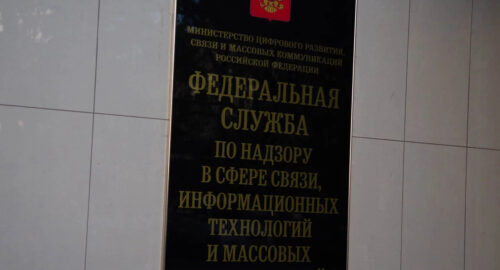 МИНИСТЕРСТВО ЦИФРОВОГО РАЗВИТИЯ,
СВЯЗИ И МАССОВЫХ КОММУНИКАЦИЙ
РОССИЙСКОЙ ФЕДЕРАЦИИ
ФЕДЕРАЛЬНАЯ
СЛУЖБА
ПО НАДЗОРУ
В СФЕРЕ СВЯЗИ,
ИНФОРМАЦИОННЫХ
ТЕХНОЛОГИЙ
И МАССОВЫХ